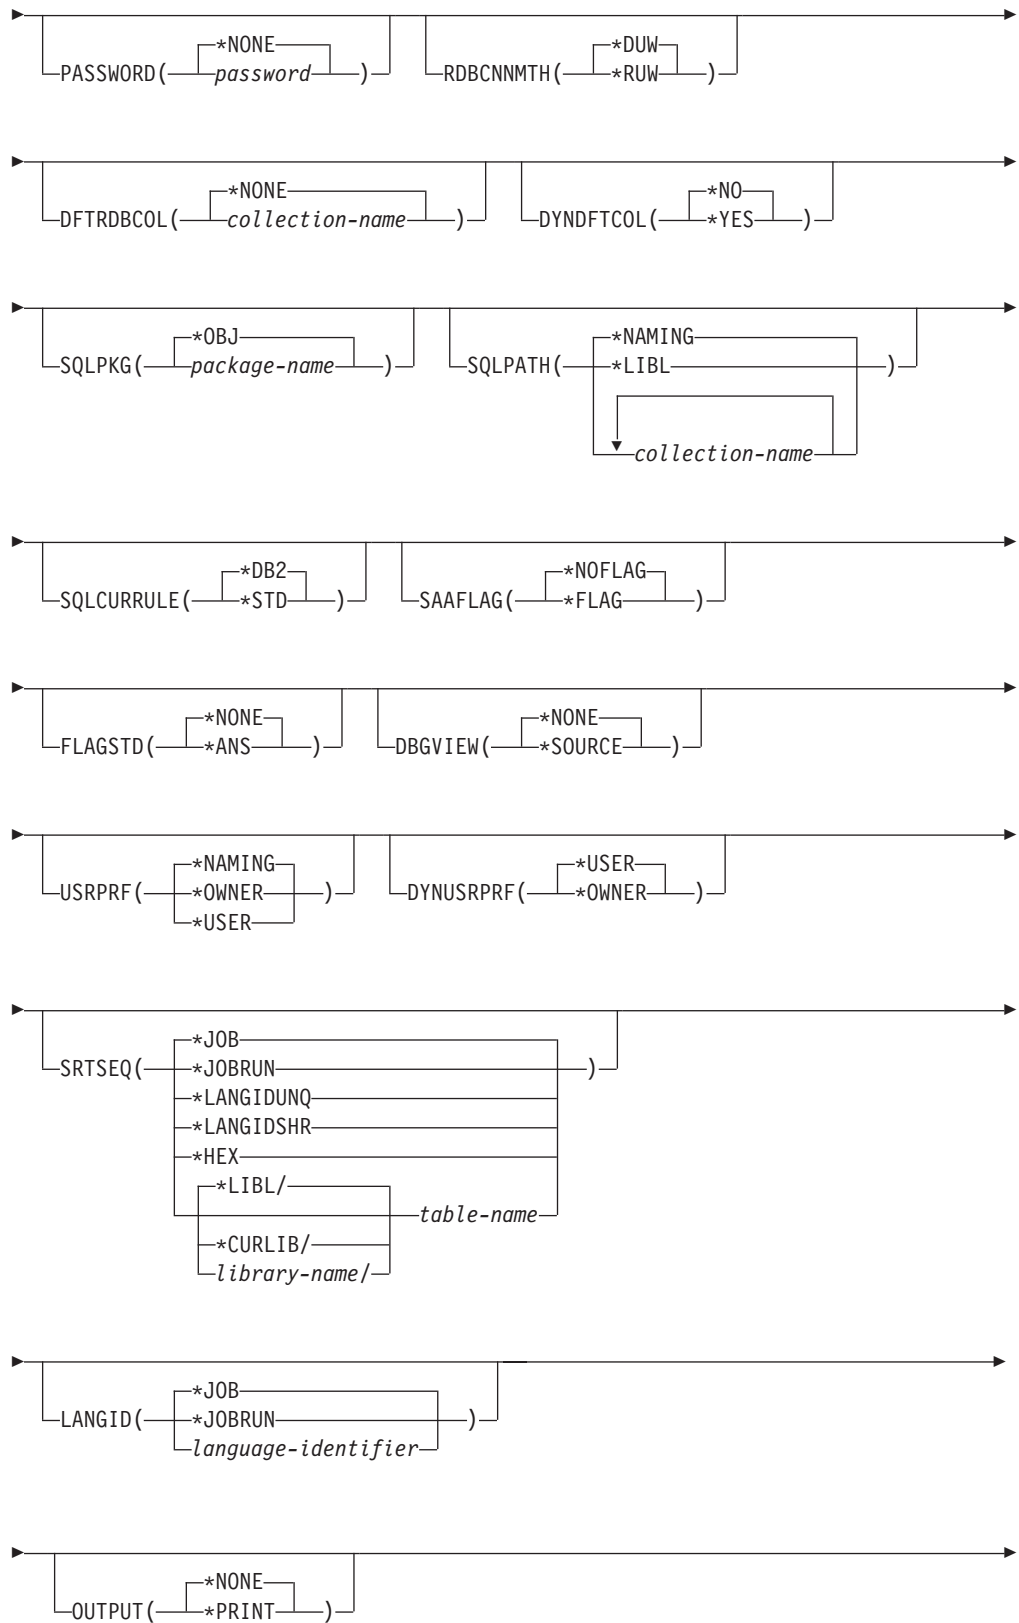 *NONE *DUW
PASSWORD( password ) RDBCNNMTH( *RUW )
*NONE *NO
DFTRDBCOL( collection-name ) DYNDFTCOL( *YES )
*OBJ *NAMING
SQLPKG( package-name ) SQLPATH( *LIBL )
collection-name
*DB2 *NOFLAG
SQLCURRULE( *STD ) SAAFLAG( *FLAG )
*NONE *NONE
FLAGSTD( *ANS ) DBGVIEW( *SOURCE )
*NAMING *USER
USRPRF( *OWNER ) DYNUSRPRF( *OWNER )
*USER
*JOB
SRTSEQ( *JOBRUN )
*LANGIDUNQ
*LANGIDSHR
*HEX
*LIBL/
table-name
*CURLIB/
library-name/
*JOB
LANGID( *JOBRUN )
language-identifier
*NONE
OUTPUT( *PRINT )